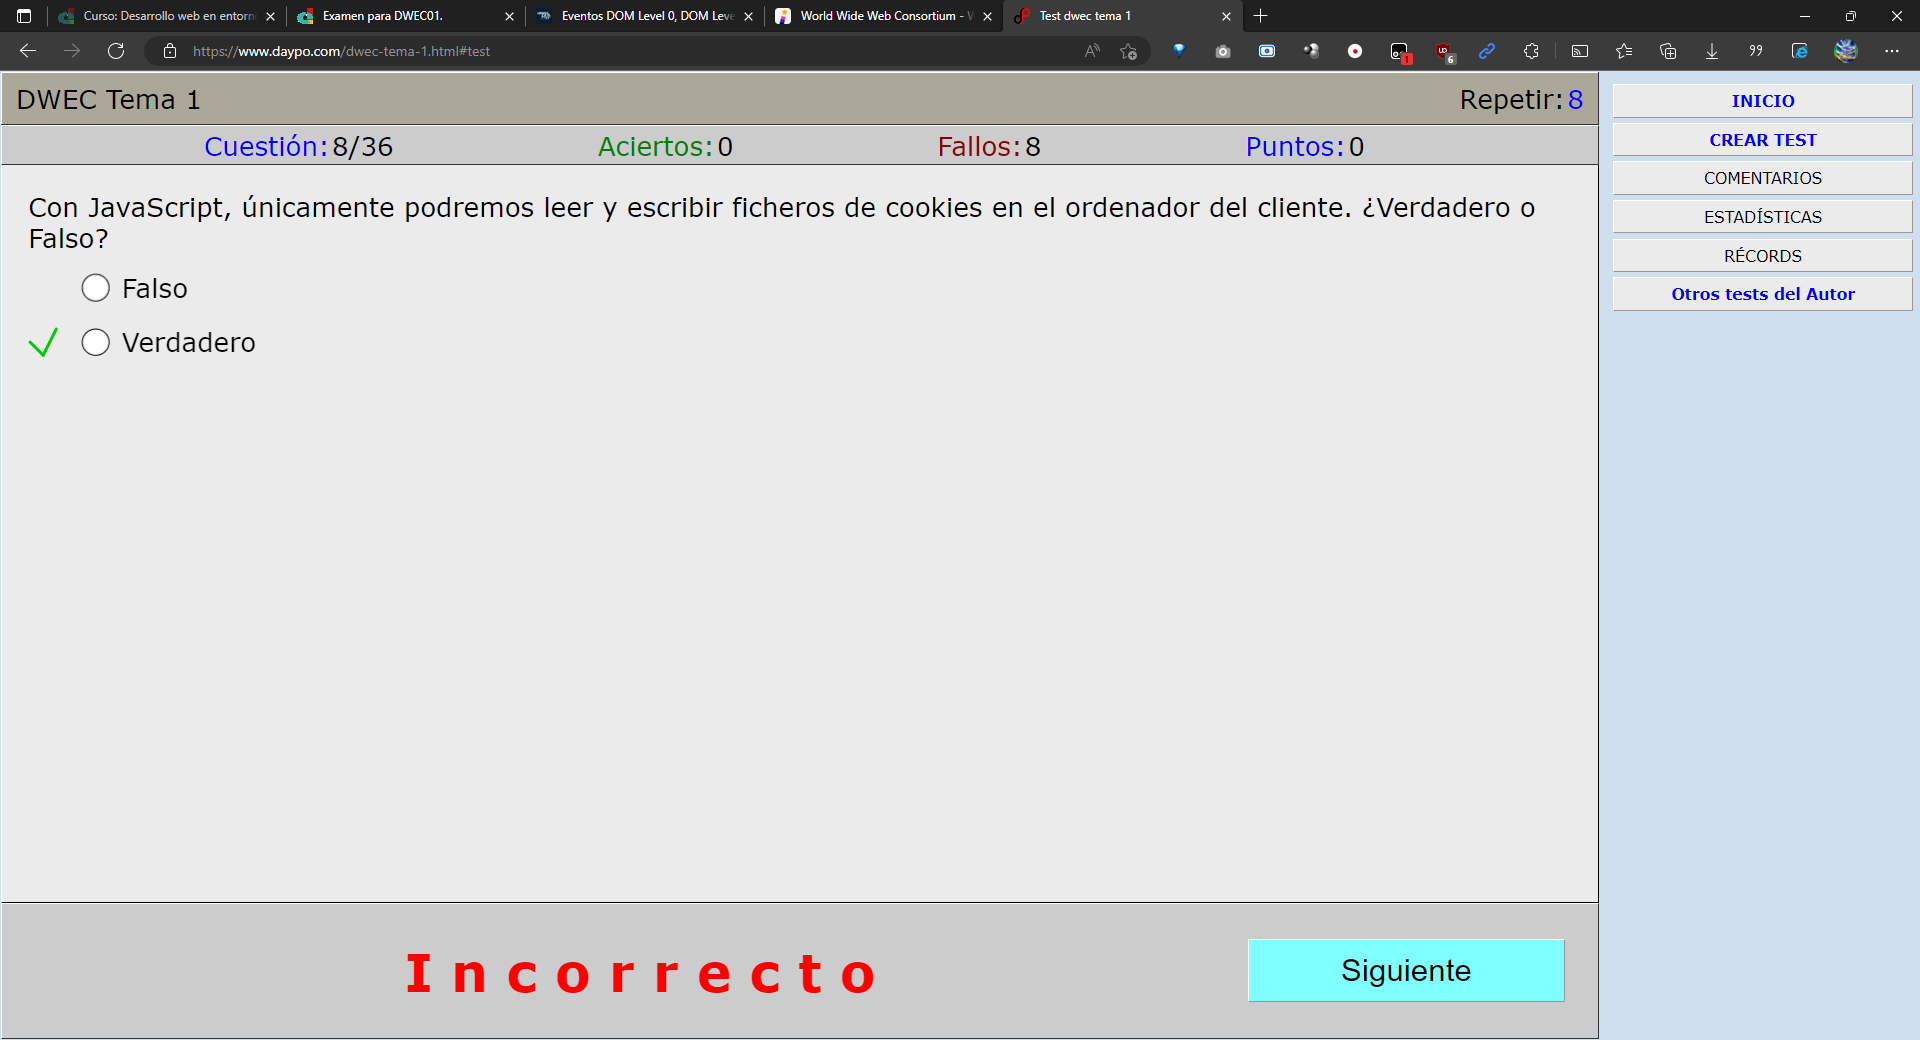 Curso: Desarrollo web en entorn
Examen para DWEC01.
Eventos DOM Level 0, DOM Leve
World Wide Web Consortium - W
Test dwec tema 1
https://www.daypo.com/dwec-tema-1.html#test
1
6
DWEC Tema 1
Repetir: 8
Cuestión: 8/36
Aciertos: 0
Fallos: 8
Puntos: 0
Con JavaScript, únicamente podremos leer y escribir ficheros de cookies en el ordenador del cliente. ¿Verdadero o
Falso?
Falso
Verdadero
Incorrecto
Siguiente
INICIO
CREAR TEST
COMENTARIOS
ESTADÍSTICAS
RÉCORDS
Otros tests del Autor